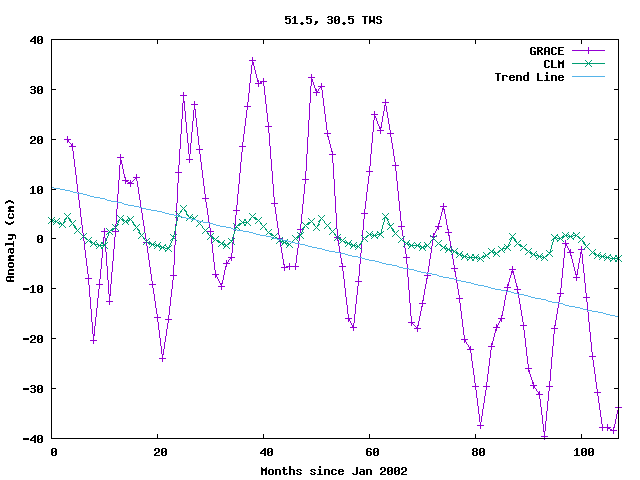 51.5, 30.5 TWS
GRACE
CLM
Trend Line
40
30
20
10
0
-10
-20
-30
-40
Anomaly (cm)
0 20 40 60 80 100
Months since Jan 2002